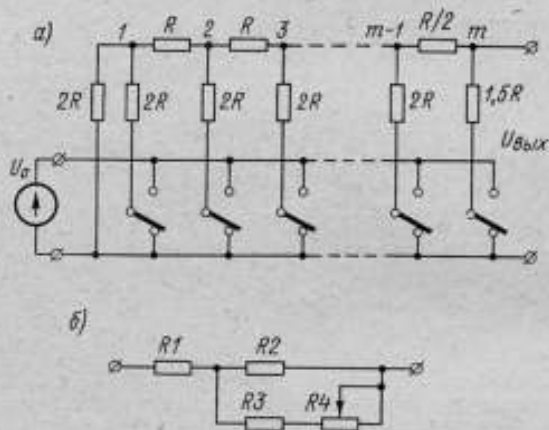 а)
1 R 2 R 3 m-1 R/2 m
2R 2R 2R 2R 2R 1,5R
U₀
Uвых
б)
R1 R2
R3 R4